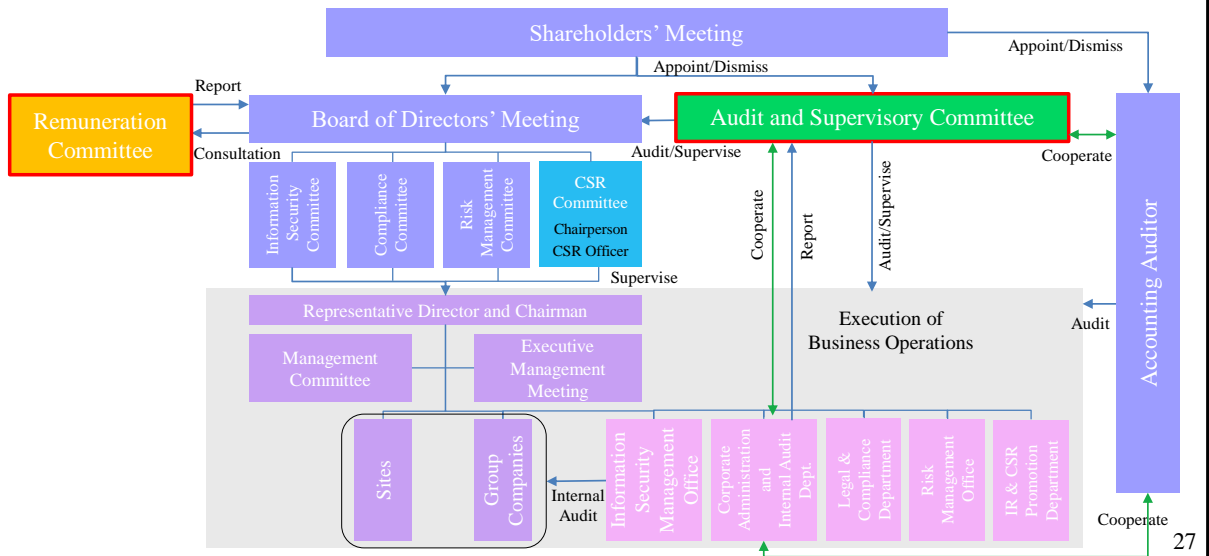 Shareholders’ Meeting
Appoint/Dismiss
Appoint/Dismiss
Report
Remuneration
Committee
Consultation
Board of Directors’ Meeting
Audit/Supervise
Audit and Supervisory Committee
Cooperate
Information
Security
Committee
Compliance
Committee
Risk
Management
Committee
CSR
Committee
Chairperson
CSR Officer
Supervise
Cooperate
Report
Audit/Supervise
Accounting Auditor
Audit
Representative Director and Chairman
Execution of
Business Operations
Management
Committee
Executive
Management
Meeting
Sites
Group
Companies
Internal
Audit
Information
Security
Management
Office
Corporate
Administration
and
Internal Audit
Dept.
Legal &
Compliance
Department
Risk
Management
Office
IR & CSR
Promotion
Department
Cooperate
27